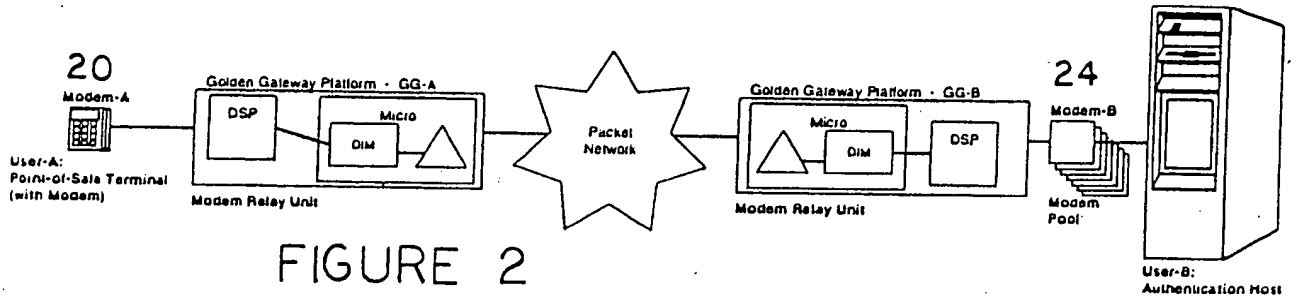 20
Modem-A
User-A:
Point-of-Sale Terminal
(with Modem)
Golden Gateway Platform - GG-A
DSP
Micro
DIM
Modem Relay Unit
Packet
Network
Golden Gateway Platform - GG-B
Micro
DIM
DSP
Modem Relay Unit
24
Modem-B
Modem
Pool
User-B:
Authentication Host
FIGURE 2